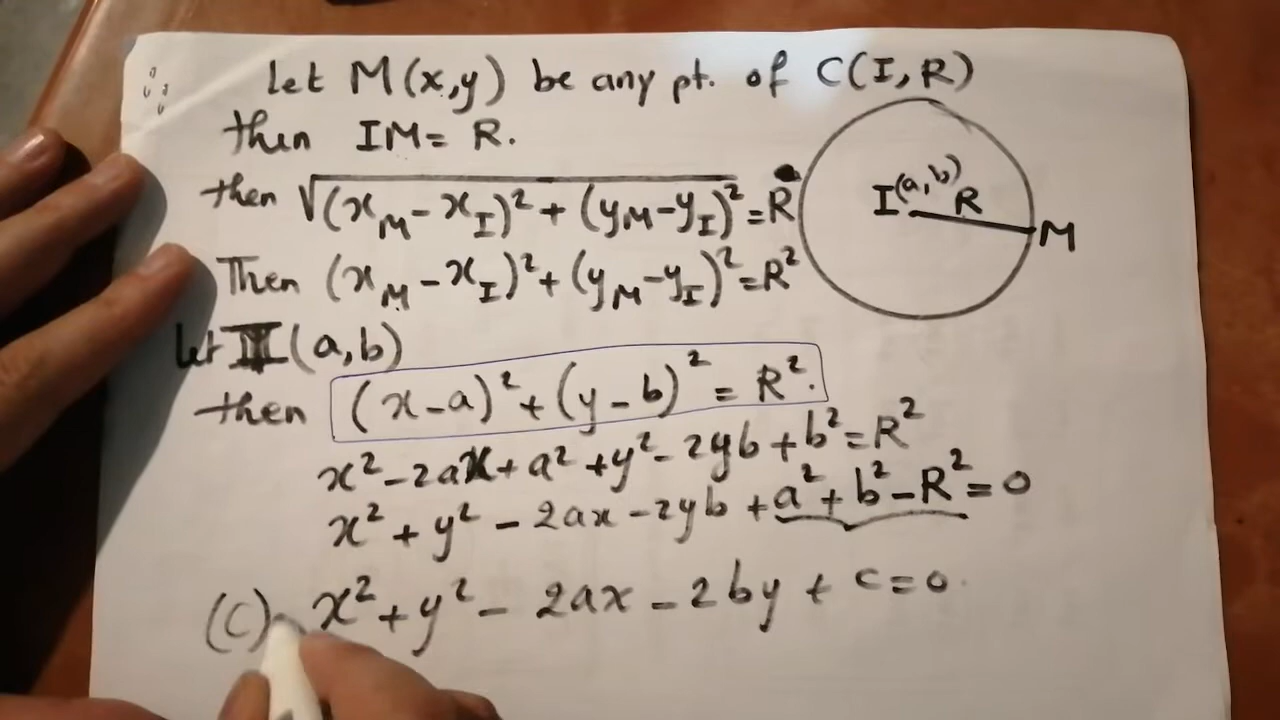 ∴ Let M(x,y) be any pt. of C(I,R)
then IM = R.
then √(x_M - x_I)² + (y_M - y_I)² = R
Then (x_M - x_I)² + (y_M - y_I)² = R²
let I(a,b)
then (x - a)² + (y - b)² = R².
x² - 2ax + a² + y² - 2yb + b² = R²
x² + y² - 2ax - 2yb + a² + b² - R² = 0
(C) x² + y² - 2ax - 2by + c = 0.
I(a,b) R
M